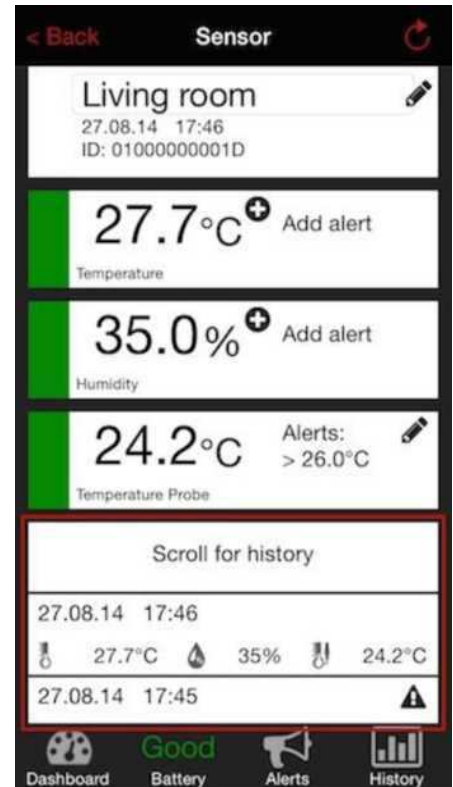 < Back Sensor
Living room
27.08.14 17:46
ID: 01000000001D
27.7°C Add alert
Temperature
35.0% Add alert
Humidity
24.2°C Alerts:
> 26.0°C
Temperature Probe
Scroll for history
27.08.14 17:46
27.7°C 35% 24.2°C
27.08.14 17:45
Good
Dashboard Battery Alerts History